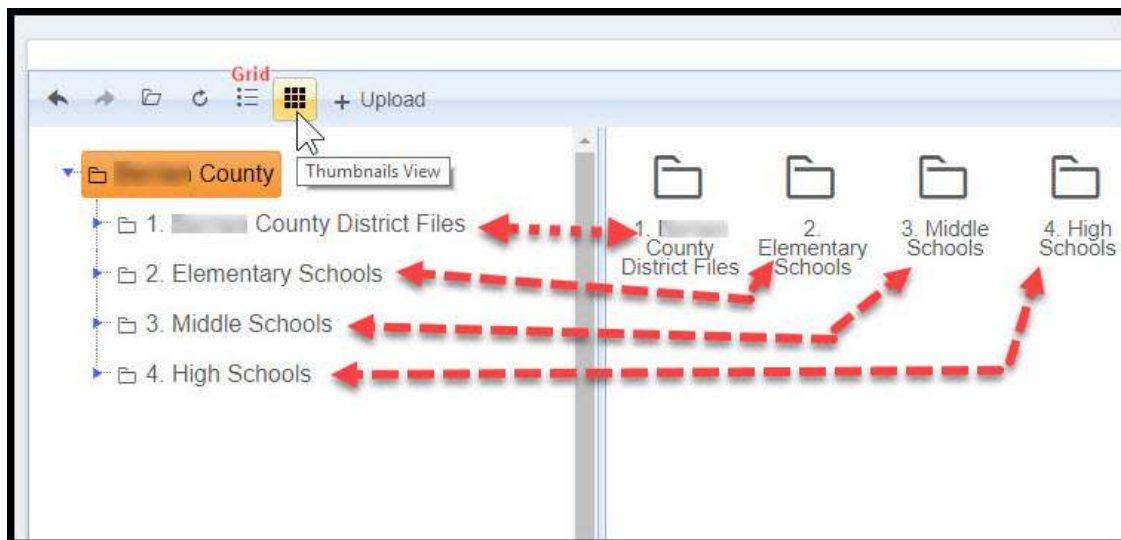 Grid
+ Upload
County
Thumbnails View
1. County District Files
2. Elementary Schools
3. Middle Schools
4. High Schools
1.
County
District Files
2.
Elementary
Schools
3. Middle
Schools
4. High
Schools